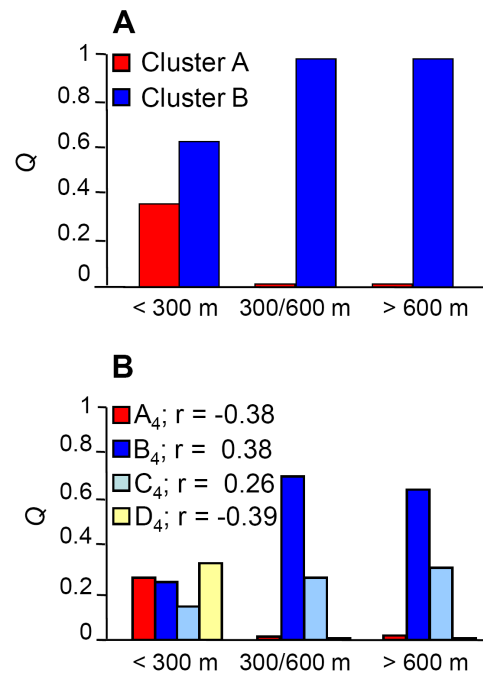 A
1
Cluster A
0.8
Cluster B
0.6
Q
0.4
0.2
0
< 300 m 300/600 m > 600 m
B
1
A4; r = -0.38
0.8
B4; r = 0.38
0.6
C4; r = 0.26
Q
D4; r = -0.39
0.4
0.2
0
< 300 m 300/600 m > 600 m